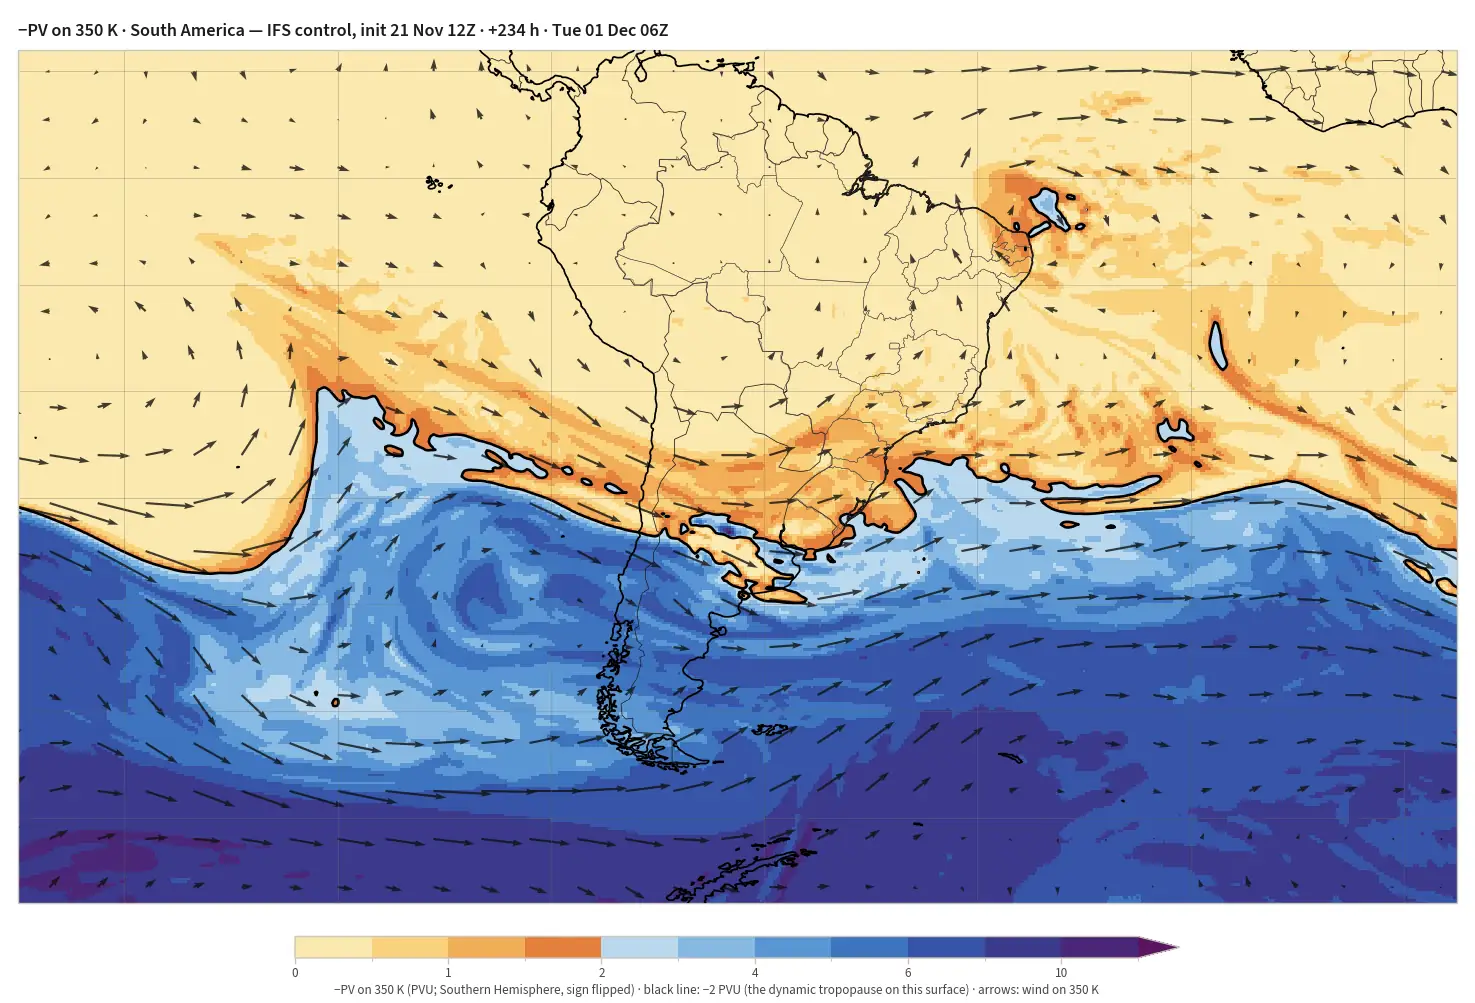 −PV on 350 K · South America — IFS control, init 21 Nov 12Z · +234 h · Tue 01 Dec 06Z
0 1 2 4 6 10
−PV on 350 K (PVU; Southern Hemisphere, sign flipped) · black line: −2 PVU (the dynamic tropopause on this surface) · arrows: wind on 350 K